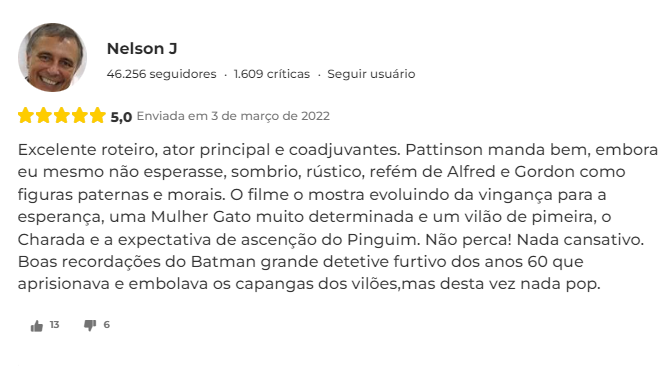 Nelson J
46.256 seguidores · 1.609 críticas · Seguir usuário
5,0 Enviada em 3 de março de 2022
Excelente roteiro, ator principal e coadjuvantes. Pattinson manda bem, embora
eu mesmo não esperasse, sombrio, rústico, refém de Alfred e Gordon como
figuras paternas e morais. O filme o mostra evoluindo da vingança para a
esperança, uma Mulher Gato muito determinada e um vilão de pimeira, o
Charada e a expectativa de ascenção do Pinguim. Não perca! Nada cansativo.
Boas recordações do Batman grande detetive furtivo dos anos 60 que
aprisionava e embolava os capangas dos vilões,mas desta vez nada pop.
13 6